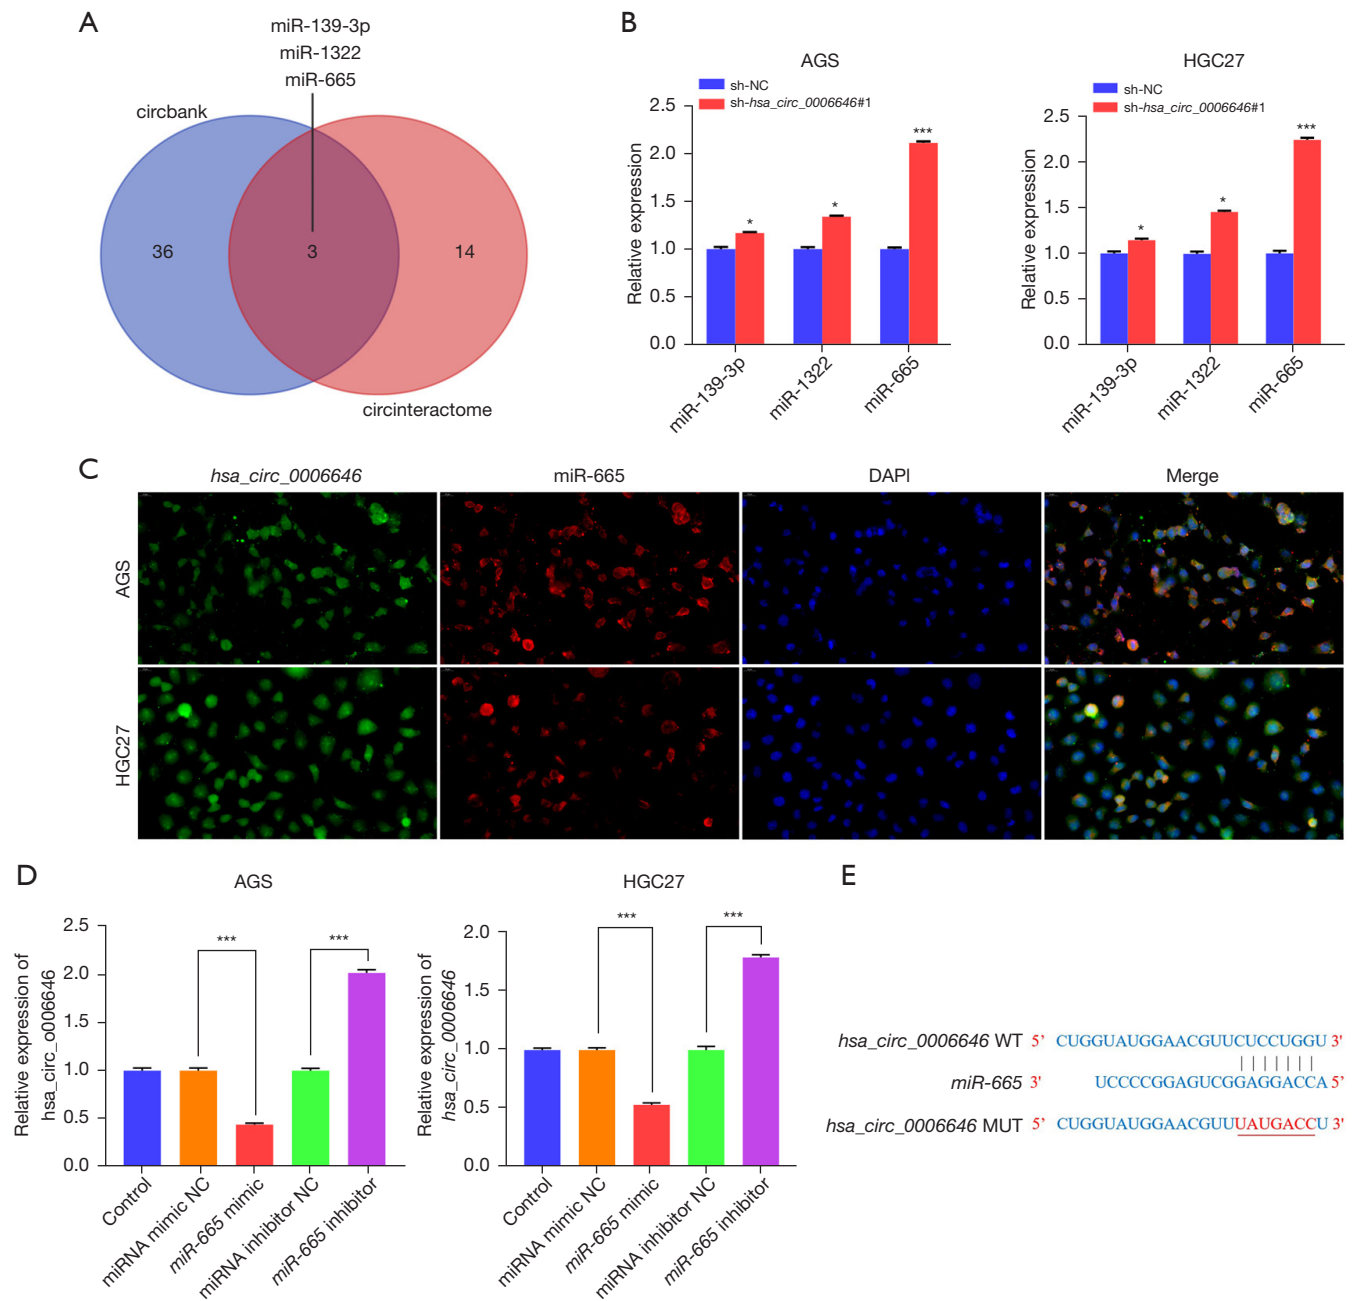 A
miR-139-3p
miR-1322
miR-665
circbank
36
3
14
circinteractome
B
AGS
sh-NC
sh-hsa_circ_0006646#1
Relative expression
2.5
2.0
1.5
1.0
0.5
0.0
*
*
***
miR-139-3p
miR-1322
miR-665
HGC27
sh-NC
sh-hsa_circ_0006646#1
Relative expression
2.5
2.0
1.5
1.0
0.5
0.0
*
*
***
miR-139-3p
miR-1322
miR-665
C
hsa_circ_0006646
miR-665
DAPI
Merge
AGS
HGC27
D
AGS
Relative expression of
hsa_circ_o006646
2.5
2.0
1.5
1.0
0.5
0.0
***
***
Control
miRNA mimic NC
miR-665 mimic
miRNA inhibitor NC
miR-665 inhibitor
HGC27
Relative expression of
hsa_circ_0006646
2.0
1.5
1.0
0.5
0.0
***
***
Control
miRNA mimic NC
miR-665 mimic
miRNA inhibitor NC
miR-665 inhibitor
E
hsa_circ_0006646 WT 5' CUGGUAUGGAACGUUCUCCUGGU 3'
miR-665 3' UCCCCGGAGUCGGAGGACCA 5'
hsa_circ_0006646 MUT 5' CUGGUAUGGAACGUUUAUGACCU 3'